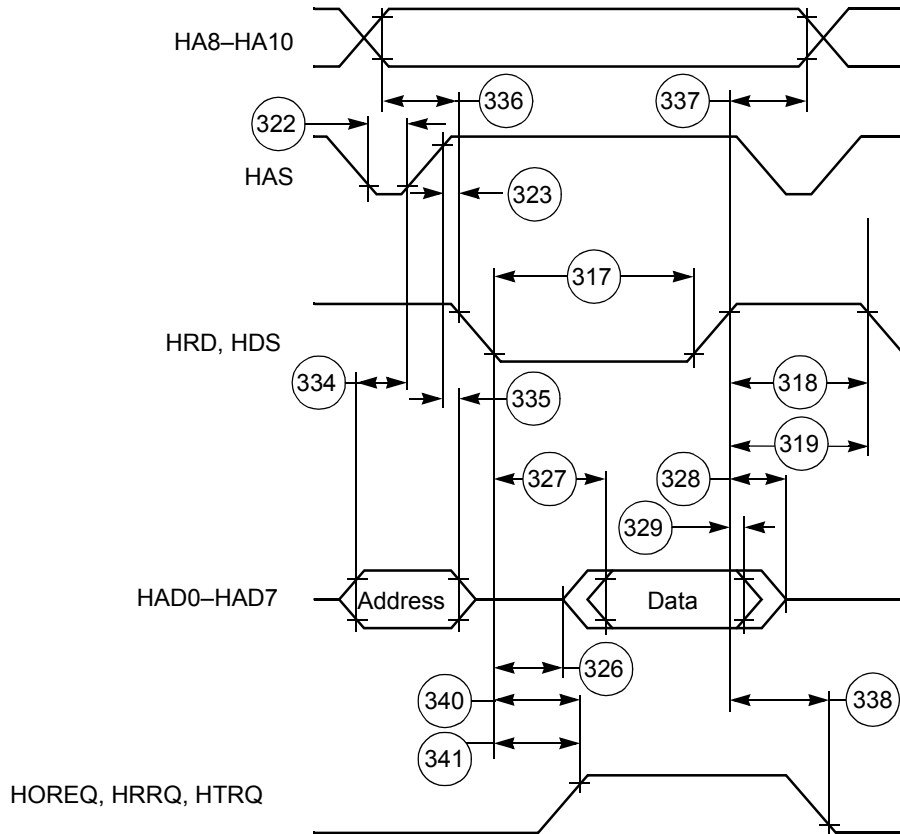 HA8–HA10
336
337
322
HAS
323
317
HRD, HDS
334
335
318
319
327
328
329
HAD0–HAD7
Address
Data
326
340
338
341
HOREQ, HRRQ, HTRQ